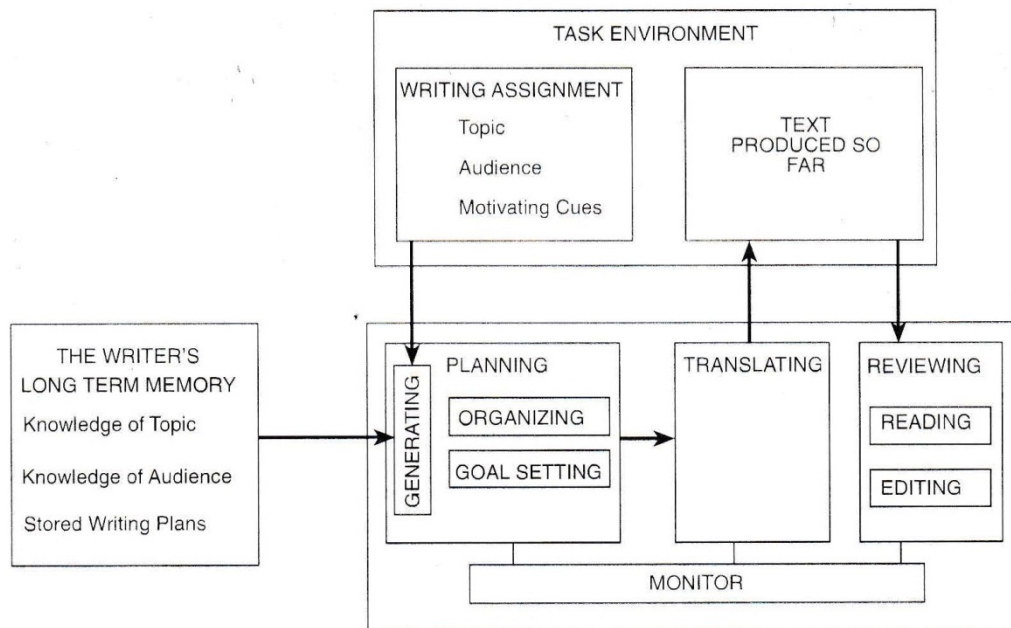 TASK ENVIRONMENT
WRITING ASSIGNMENT
Topic
Audience
Motivating Cues
TEXT
PRODUCED SO
FAR
THE WRITER'S
LONG TERM MEMORY
Knowledge of Topic
Knowledge of Audience
Stored Writing Plans
PLANNING
GENERATING
ORGANIZING
GOAL SETTING
TRANSLATING
REVIEWING
READING
EDITING
MONITOR